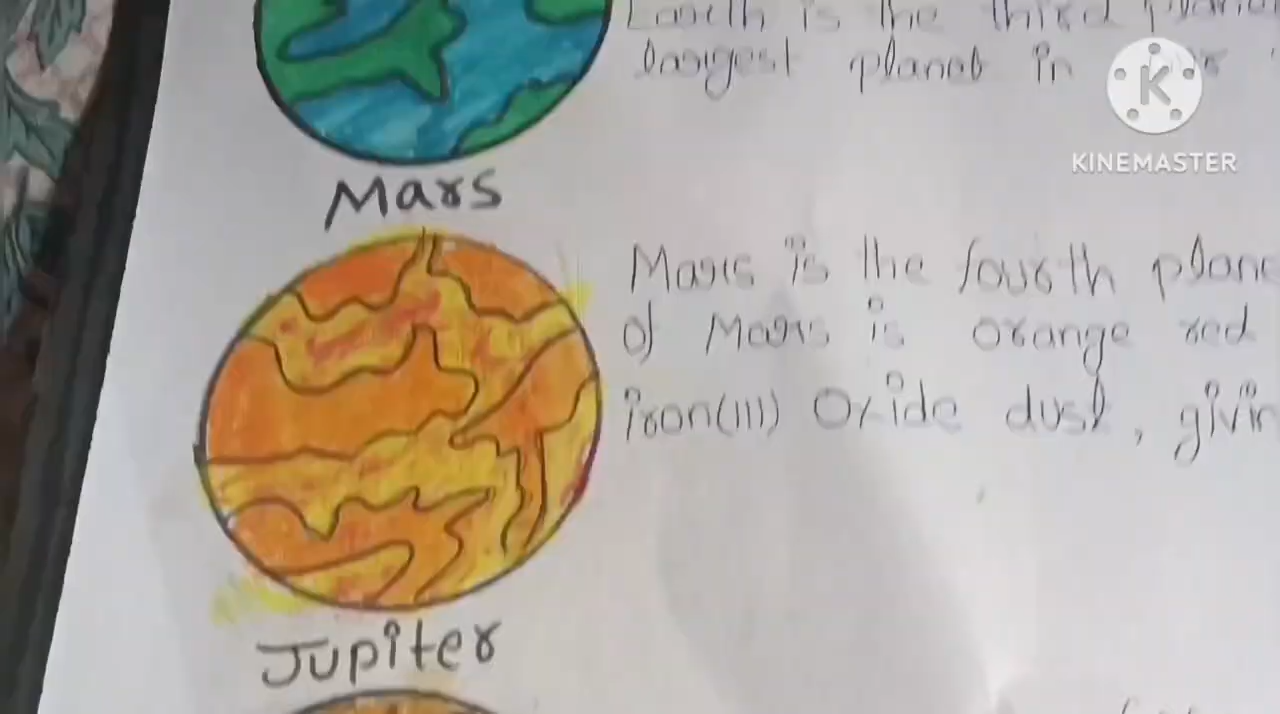 Earth is the third
largest planet in
K
KINEMASTER
Mars
Mars is the fourth plane
of Mars is orange red
iron(III) Oxide dust, givin
Jupiter